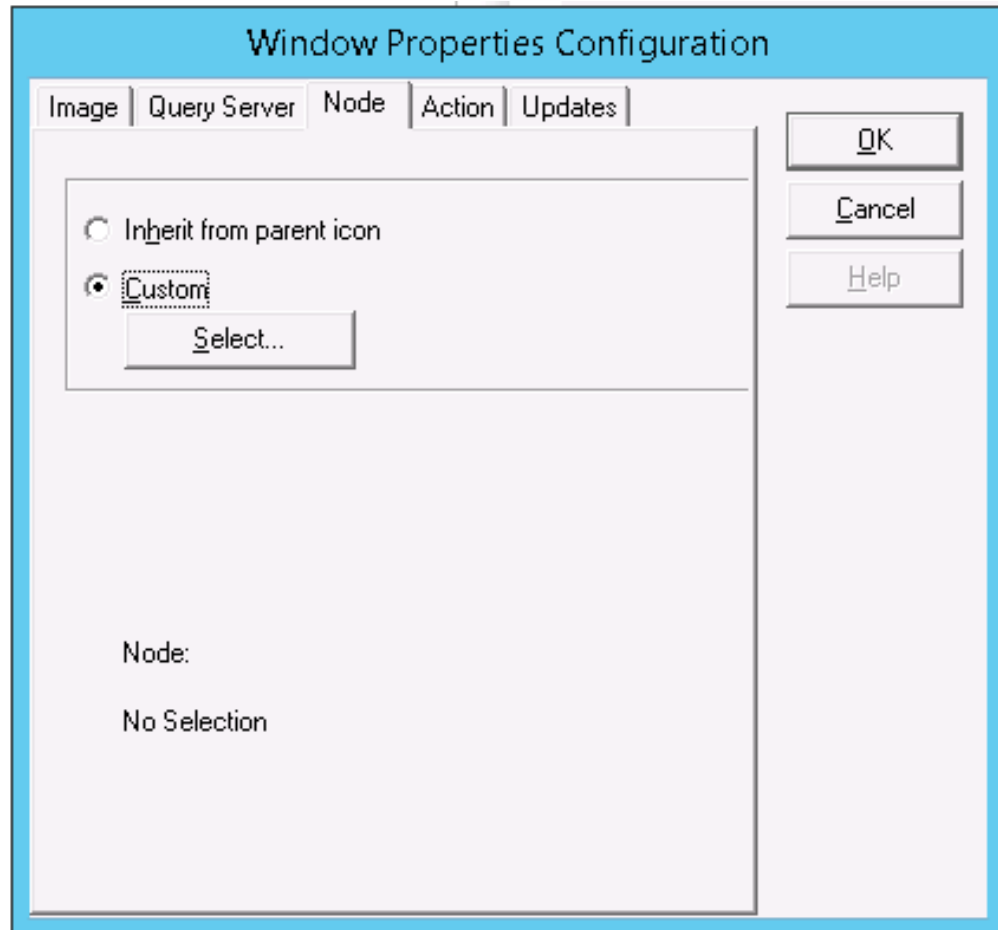 Window Properties Configuration
Image Query Server Node Action Updates
OK
Cancel
Help
Inherit from parent icon
Custom
Select...
Node:
No Selection